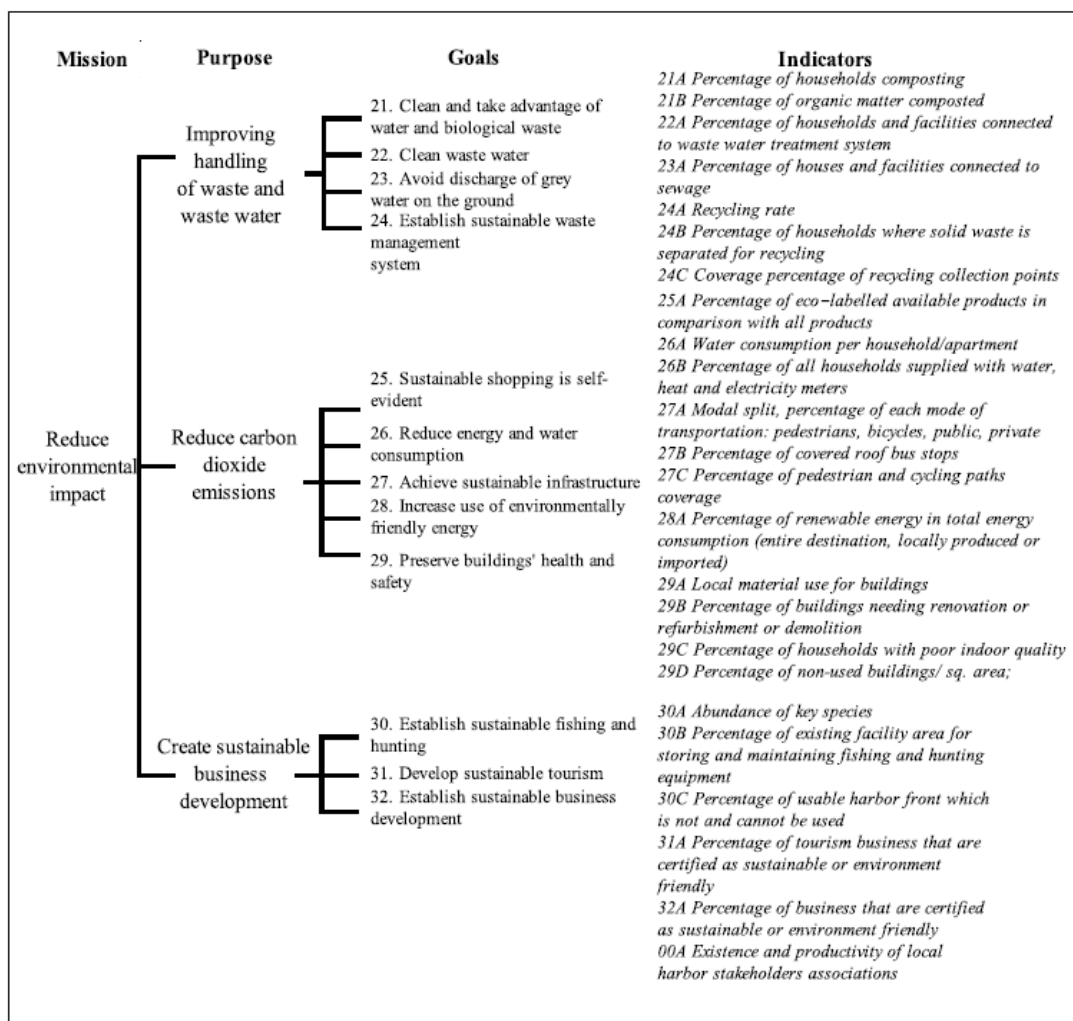 Mission
Purpose
Goals
Indicators
Reduce
environmental
impact
Improving
handling
of waste and
waste water
21. Clean and take advantage of
water and biological waste
22. Clean waste water
23. Avoid discharge of grey
water on the ground
24. Establish sustainable waste
management
system
21A Percentage of households composting
21B Percentage of organic matter composted
22A Percentage of households and facilities connected
to waste water treatment system
23A Percentage of houses and facilities connected to
sewage
24A Recycling rate
24B Percentage of households where solid waste is
separated for recycling
24C Coverage percentage of recycling collection points
Reduce carbon
dioxide
emissions
25. Sustainable shopping is self-
evident
26. Reduce energy and water
consumption
27. Achieve sustainable infrastructure
28. Increase use of environmentally
friendly energy
29. Preserve buildings' health and
safety
25A Percentage of eco−labelled available products in
comparison with all products
26A Water consumption per household/apartment
26B Percentage of all households supplied with water,
heat and electricity meters
27A Modal split, percentage of each mode of
transportation: pedestrians, bicycles, public, private
27B Percentage of covered roof bus stops
27C Percentage of pedestrian and cycling paths
coverage
28A Percentage of renewable energy in total energy
consumption (entire destination, locally produced or
imported)
29A Local material use for buildings
29B Percentage of buildings needing renovation or
refurbishment or demolition
29C Percentage of households with poor indoor quality
29D Percentage of non-used buildings/ sq. area;
Create sustainable
business
development
30. Establish sustainable fishing and
hunting
31. Develop sustainable tourism
32. Establish sustainable business
development
30A Abundance of key species
30B Percentage of existing facility area for
storing and maintaining fishing and hunting
equipment
30C Percentage of usable harbor front which
is not and cannot be used
31A Percentage of tourism business that are
certified as sustainable or environment
friendly
32A Percentage of business that are certified
as sustainable or environment friendly
00A Existence and productivity of local
harbor stakeholders associations